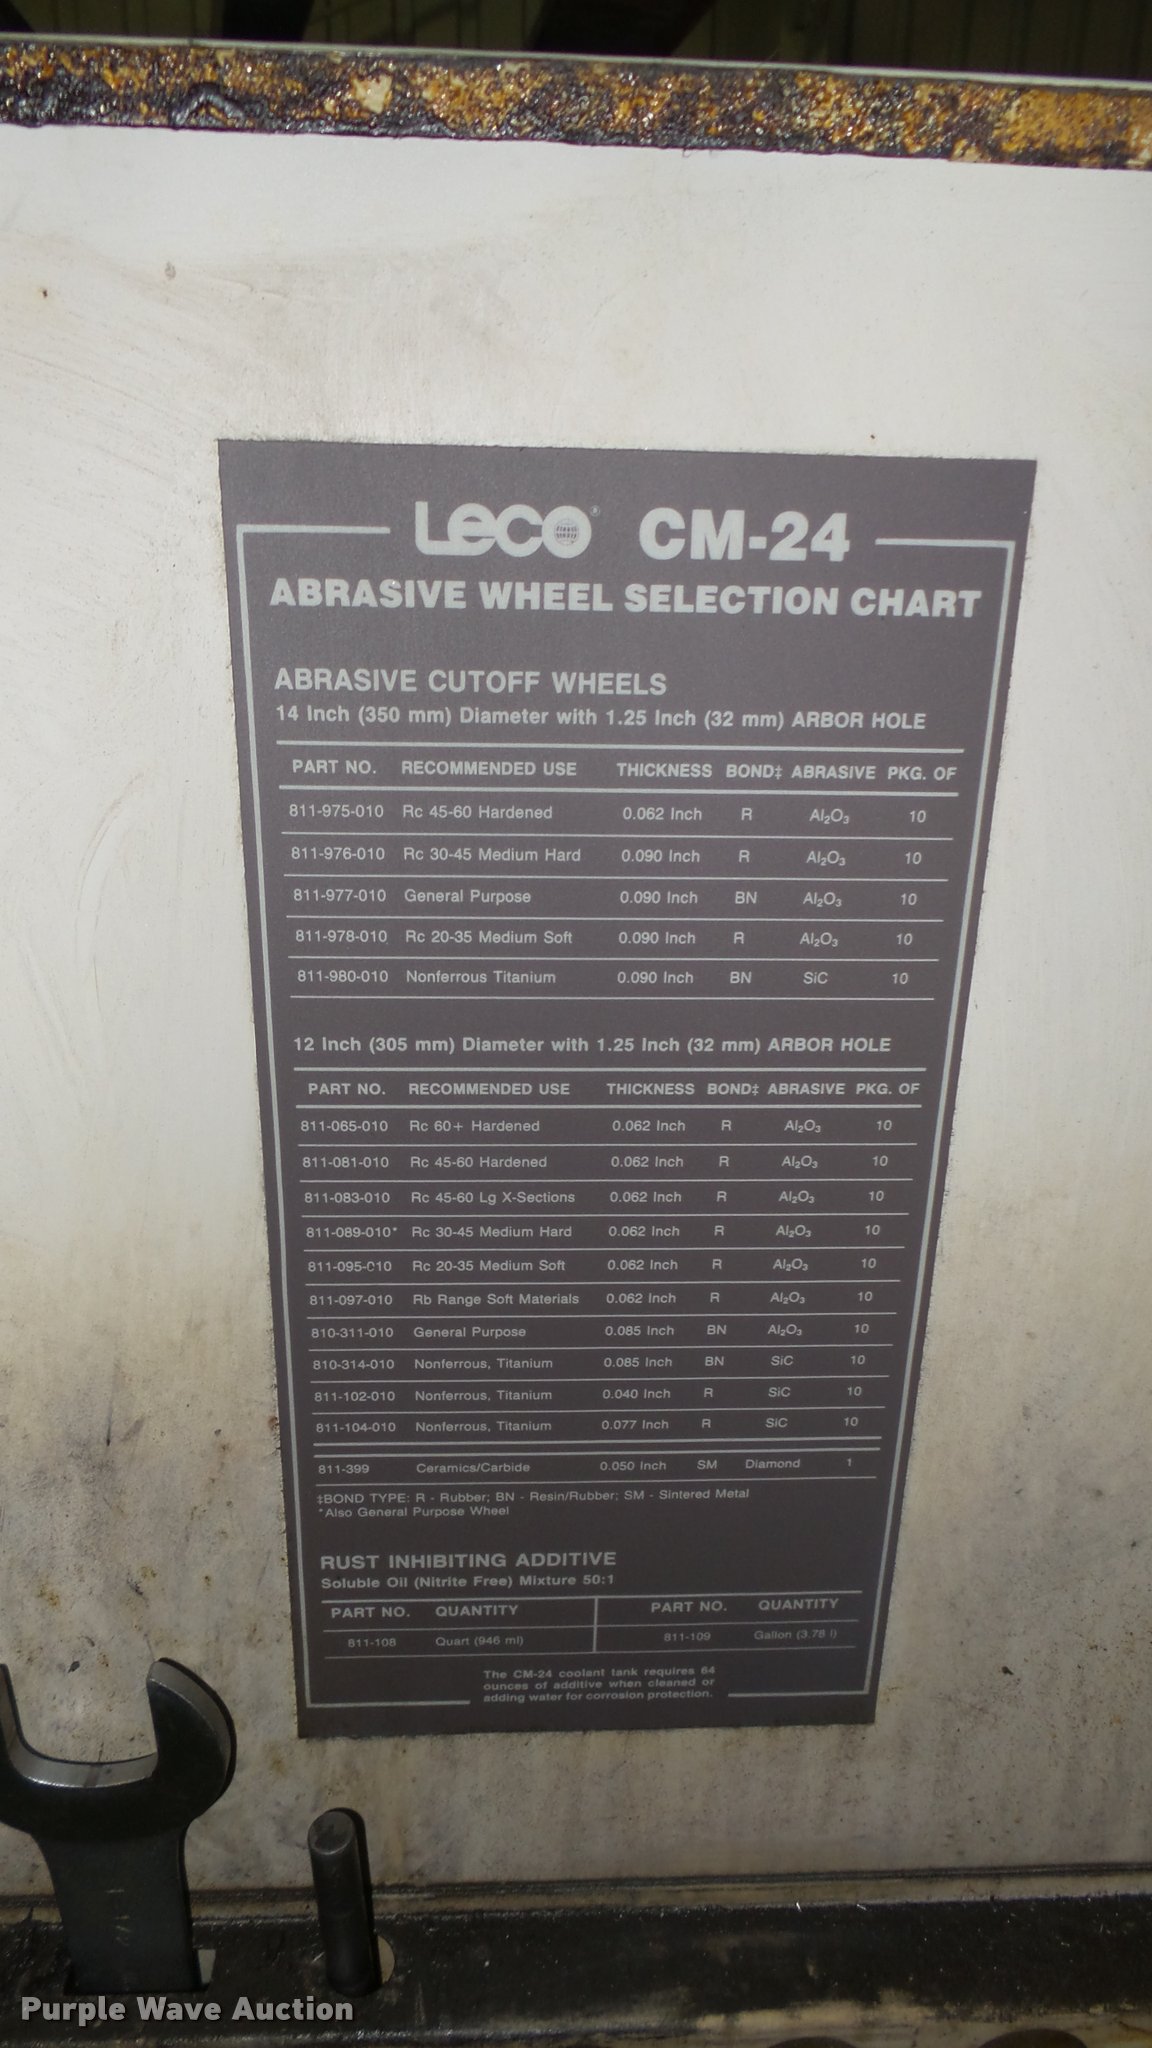 LECO® CM-24
ABRASIVE WHEEL SELECTION CHART
ABRASIVE CUTOFF WHEELS
14 Inch (350 mm) Diameter with 1.25 Inch (32 mm) ARBOR HOLE
PART NO. RECOMMENDED USE THICKNESS BOND‡ ABRASIVE PKG. OF
811-975-010 Rc 45-60 Hardened 0.062 Inch R Al₂O₃ 10
811-976-010 Rc 30-45 Medium Hard 0.090 Inch R Al₂O₃ 10
811-977-010 General Purpose 0.090 Inch BN Al₂O₃ 10
811-978-010 Rc 20-35 Medium Soft 0.090 Inch R Al₂O₃ 10
811-980-010 Nonferrous Titanium 0.090 Inch BN SiC 10
12 Inch (305 mm) Diameter with 1.25 Inch (32 mm) ARBOR HOLE
PART NO. RECOMMENDED USE THICKNESS BOND‡ ABRASIVE PKG. OF
811-065-010 Rc 60+ Hardened 0.062 Inch R Al₂O₃ 10
811-081-010 Rc 45-60 Hardened 0.062 Inch R Al₂O₃ 10
811-083-010 Rc 45-60 Lg X-Sections 0.062 Inch R Al₂O₃ 10
811-089-010* Rc 30-45 Medium Hard 0.062 Inch R Al₂O₃ 10
811-095-010 Rc 20-35 Medium Soft 0.062 Inch R Al₂O₃ 10
811-097-010 Rb Range Soft Materials 0.062 Inch R Al₂O₃ 10
810-311-010 General Purpose 0.085 Inch BN Al₂O₃ 10
810-314-010 Nonferrous, Titanium 0.085 Inch BN SiC 10
811-102-010 Nonferrous, Titanium 0.040 Inch R SiC 10
811-104-010 Nonferrous, Titanium 0.077 Inch R SiC 10
811-399 Ceramics/Carbide 0.050 Inch SM Diamond 1
‡BOND TYPE: R - Rubber; BN - Resin/Rubber; SM - Sintered Metal
*Also General Purpose Wheel
RUST INHIBITING ADDITIVE
Soluble Oil (Nitrite Free) Mixture 50:1
PART NO. QUANTITY PART NO. QUANTITY
811-108 Quart (946 ml) 811-109 Gallon (3.78 l)
The CM-24 coolant tank requires 64
ounces of additive when cleaned or
adding water for corrosion protection.
Purple Wave Auction